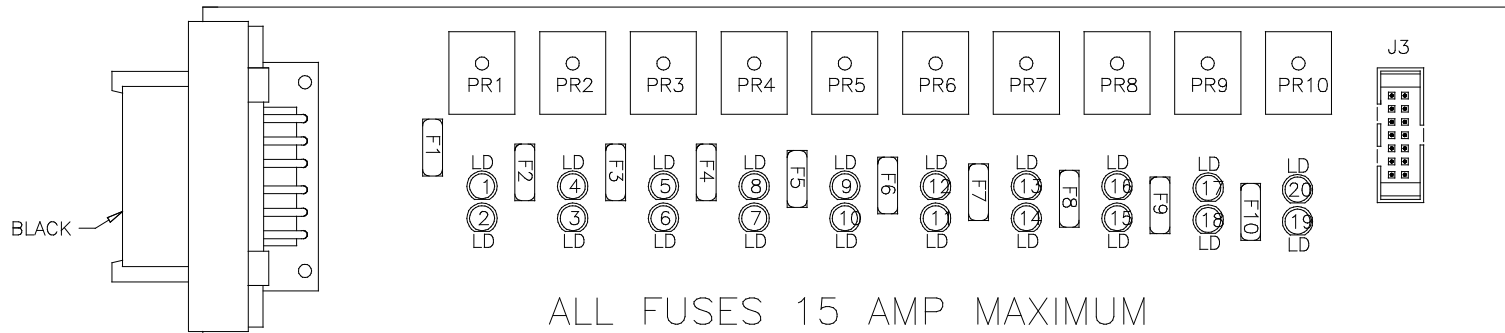 J3
PR1 PR2 PR3 PR4 PR5 PR6 PR7 PR8 PR9 PR10
F1 F2 F3 F4 F5 F6 F7 F8 F9 F10
LD LD LD LD LD LD LD LD LD LD
1 4 5 8 9 12 13 16 17 20
2 3 6 7 10 11 14 15 18 19
LD LD LD LD LD LD LD LD LD LD
BLACK
ALL FUSES 15 AMP MAXIMUM